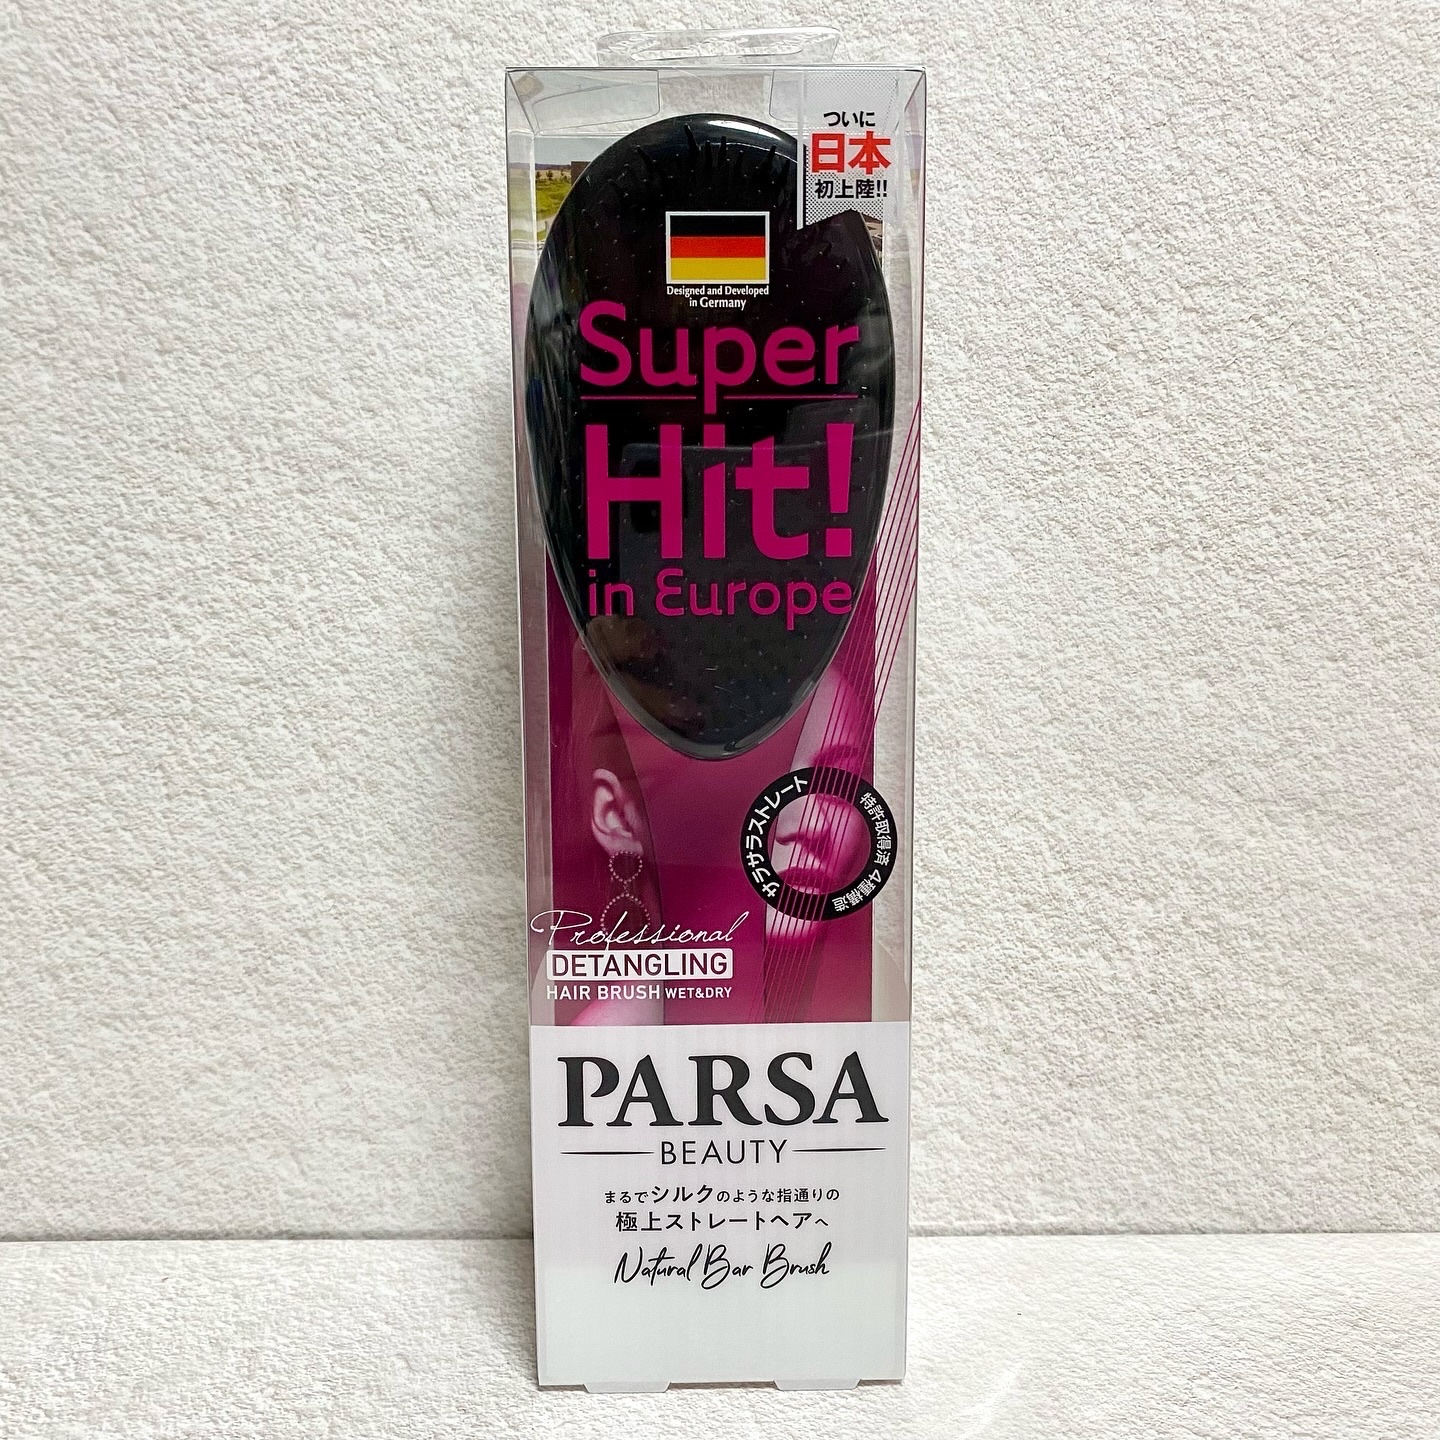 ついに
日本
初上陸!!
Designed and Developed
in Germany
Super
Hit!
in Europe
サラサラストレート
特許取得済 4種構造
Professional
DETANGLING
HAIR BRUSH WET&DRY
PARSA
BEAUTY
まるでシルクのような指通りの
極上ストレートヘアへ
Natural Bar Brush